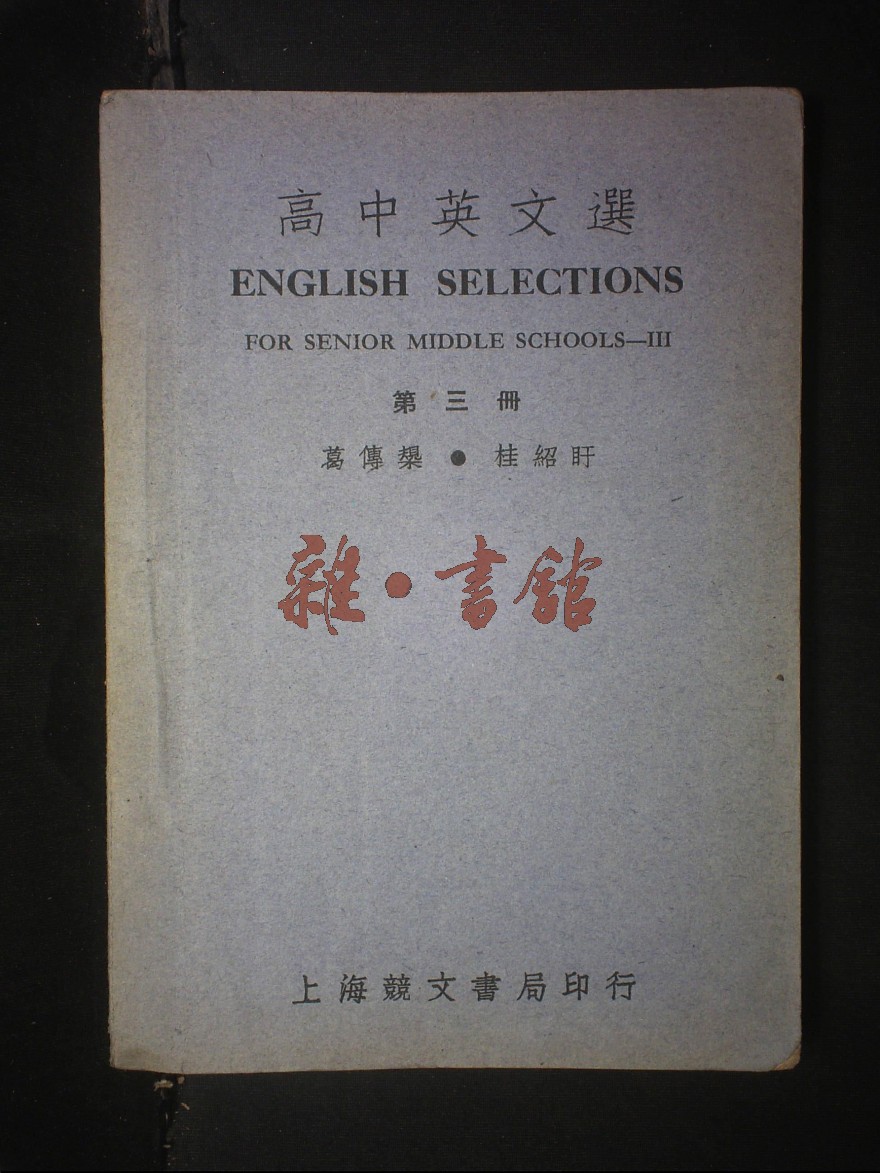 高中英文選
ENGLISH SELECTIONS
FOR SENIOR MIDDLE SCHOOLS—III
第三冊
葛傳槼●桂紹盱
雜●書館
上海競文書局印行